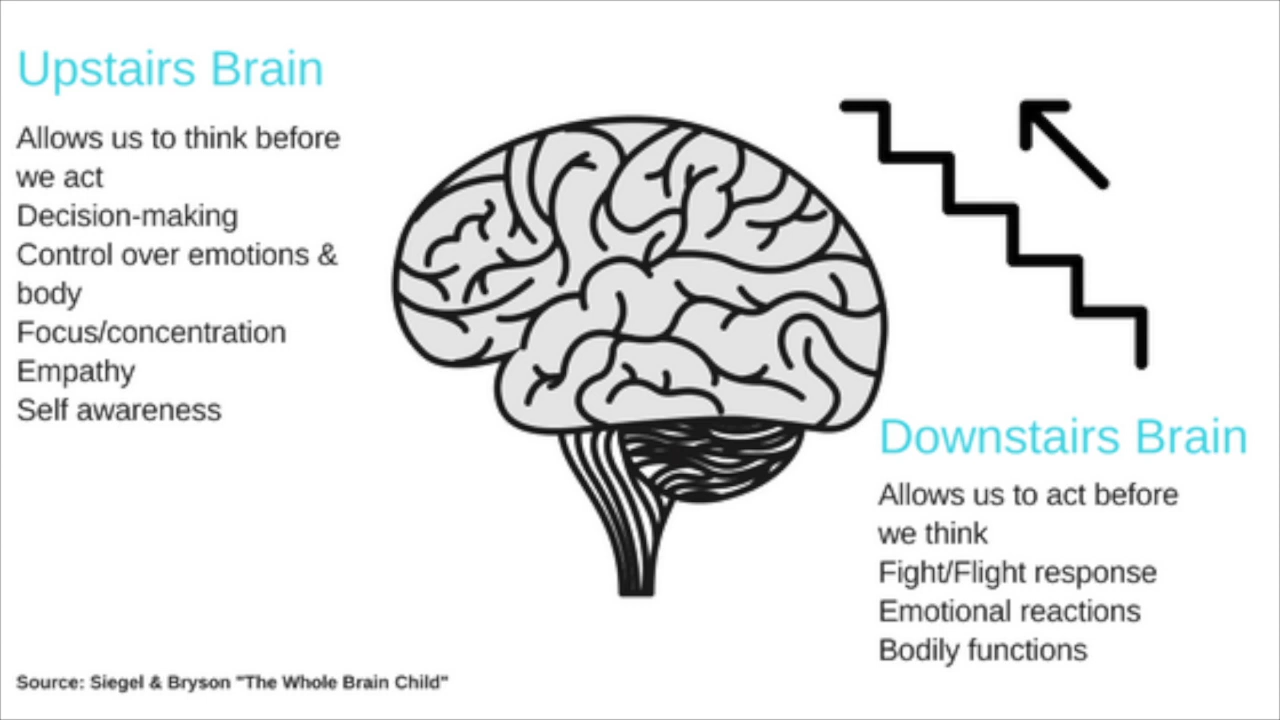 Upstairs Brain
Allows us to think before
we act
Decision-making
Control over emotions &
body
Focus/concentration
Empathy
Self awareness
Downstairs Brain
Allows us to act before
we think
Fight/Flight response
Emotional reactions
Bodily functions
Source: Siegel & Bryson "The Whole Brain Child"